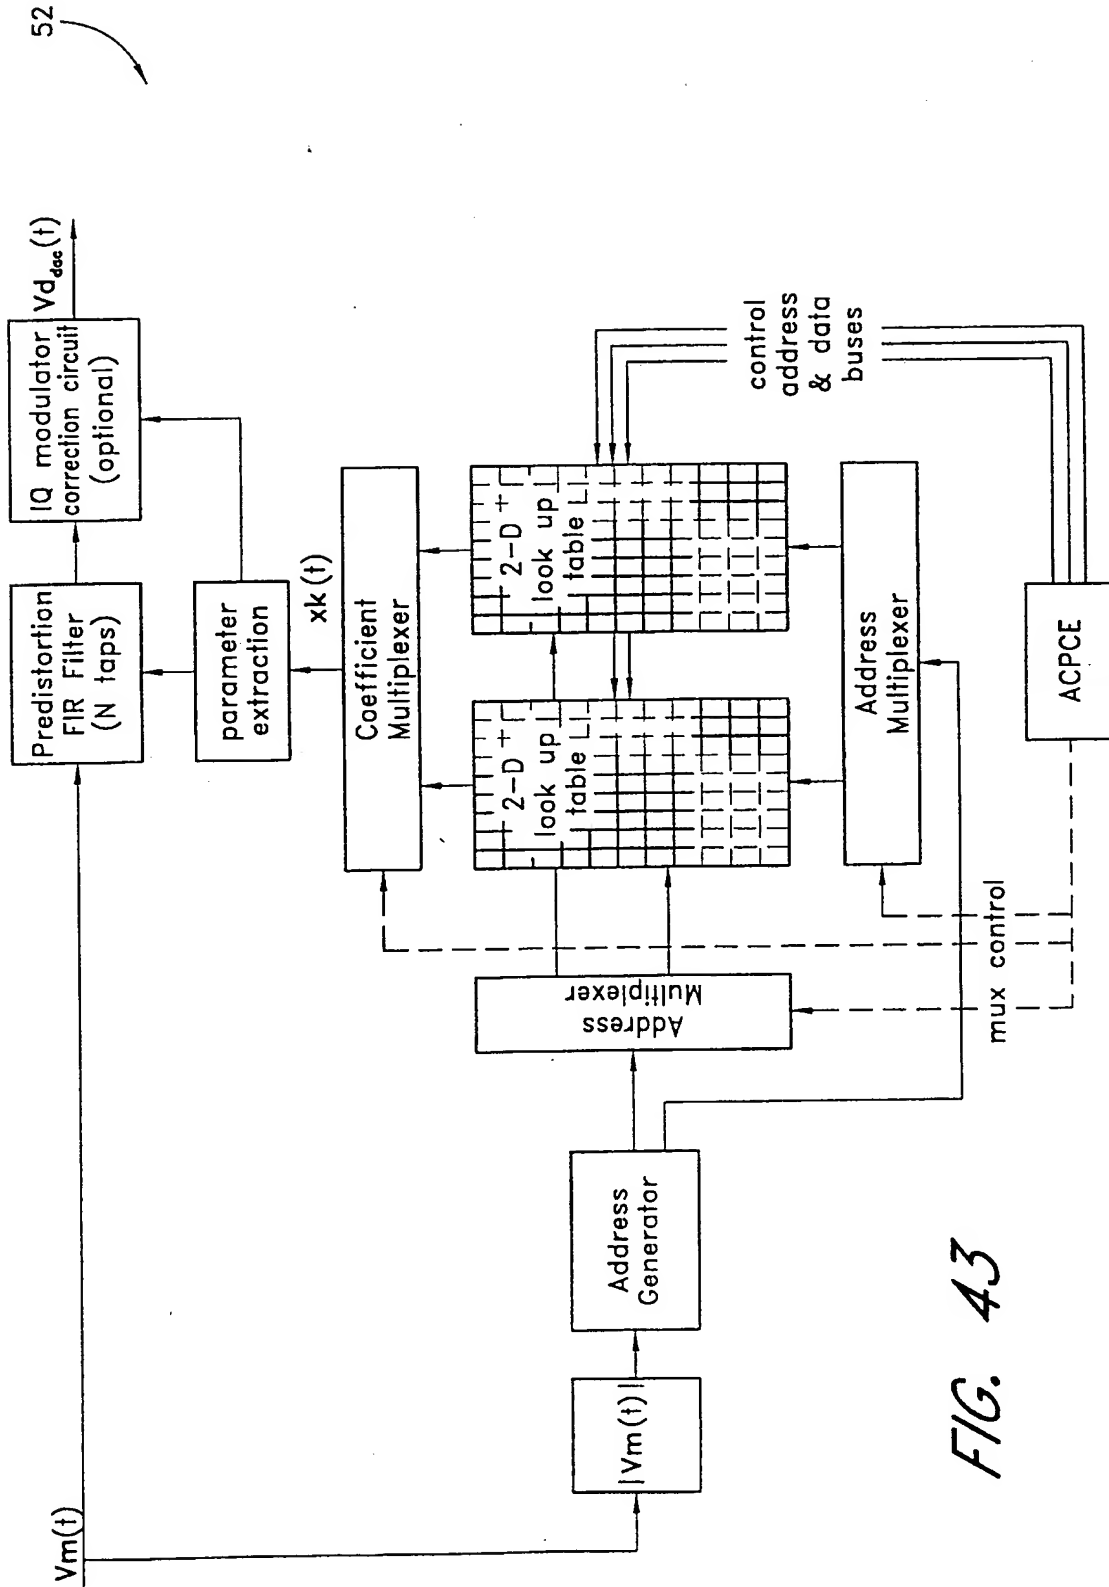 52
Vm(t)
Predistortion
FIR Filter
(N taps)
IQ modulator
correction circuit
(optional)
Vd_dac(t)
parameter
extraction
xk(t)
Coefficient
Multiplexer
|Vm(t)|
Address
Generator
Address
Multiplexer
2-D
look up
table
2-D
look up
table
control
address
& data
buses
Address
Multiplexer
mux control
ACPCE
FIG. 43